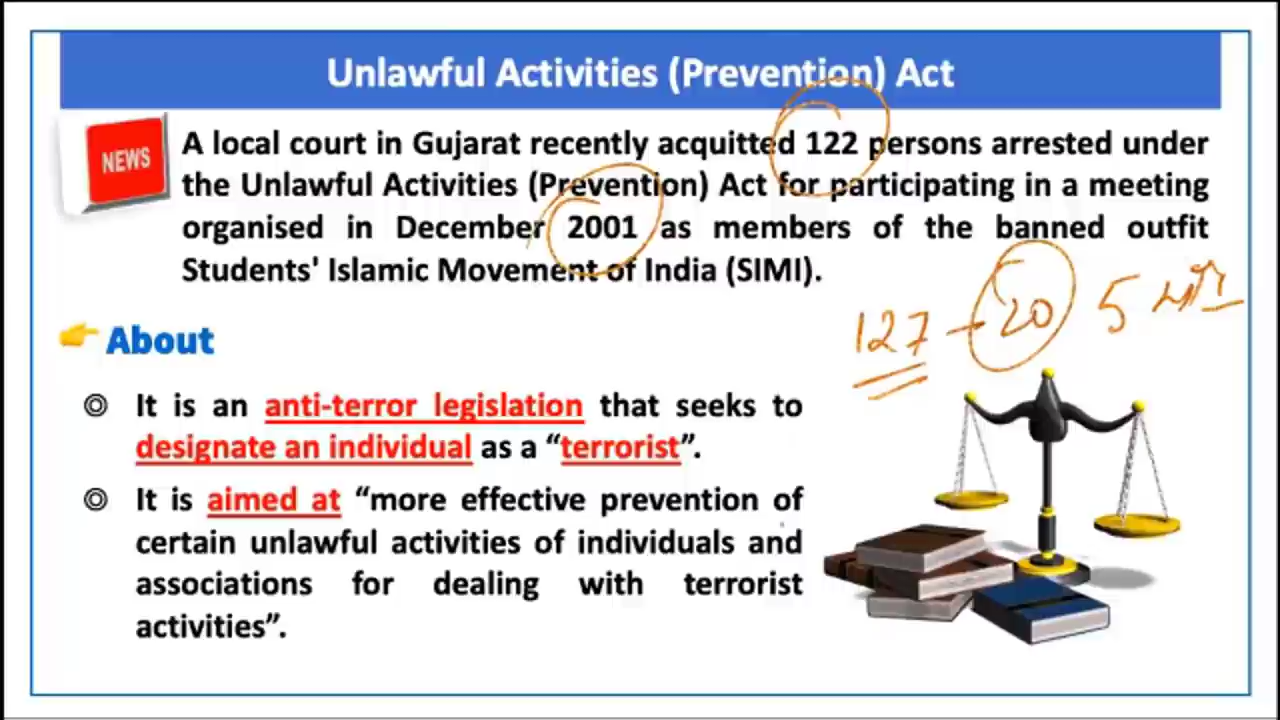 Unlawful Activities (Prevention) Act
NEWS
A local court in Gujarat recently acquitted 122 persons arrested under
the Unlawful Activities (Prevention) Act for participating in a meeting
organised in December 2001 as members of the banned outfit
Students' Islamic Movement of India (SIMI).
127 - 20 5
About
It is an anti-terror legislation that seeks to
designate an individual as a “terrorist”.
It is aimed at “more effective prevention of
certain unlawful activities of individuals and
associations for dealing with terrorist
activities”.